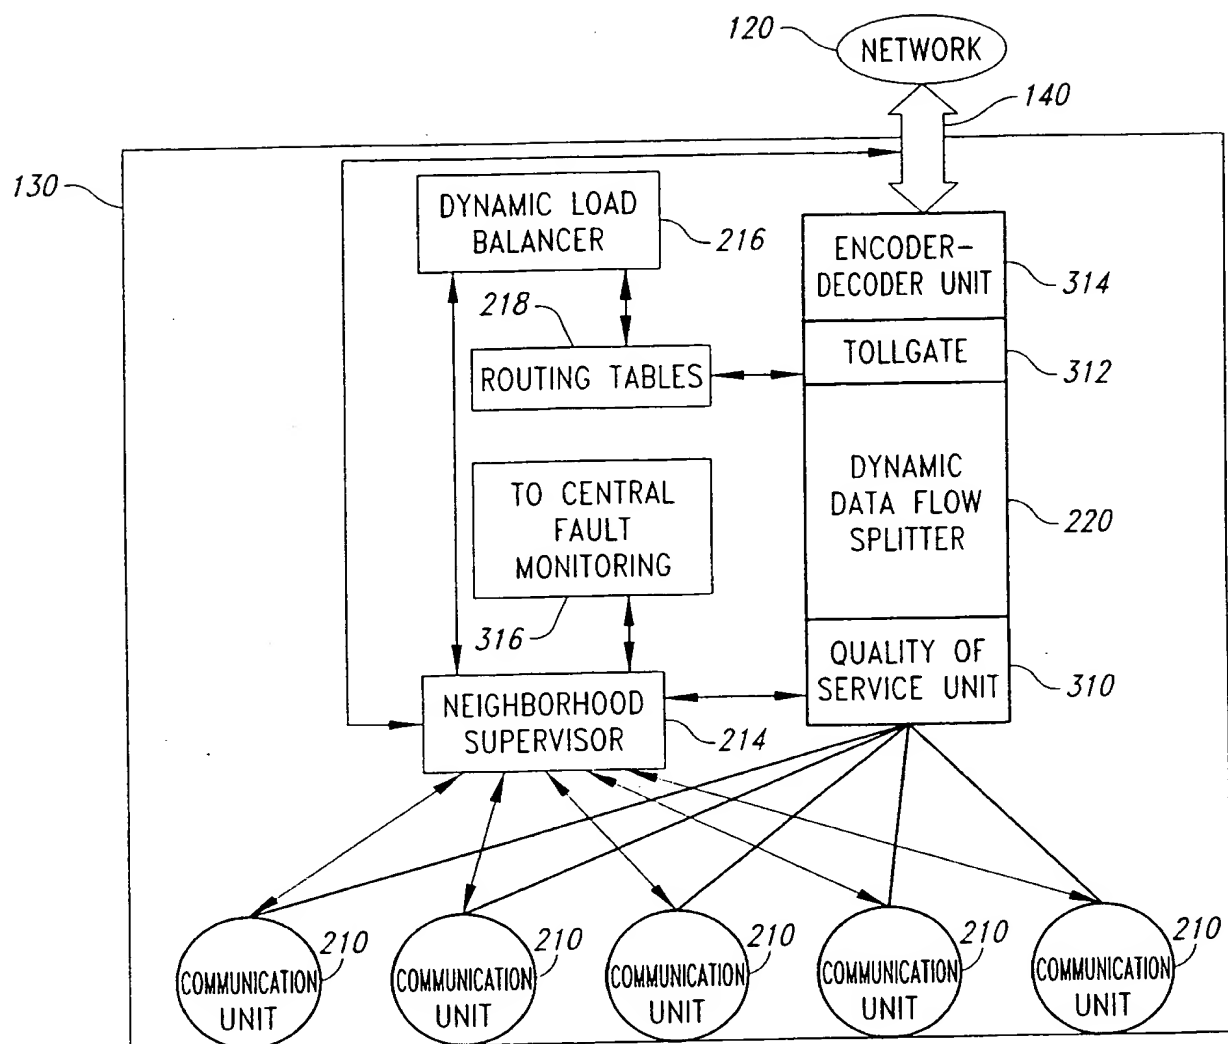 120
NETWORK
140
130
DYNAMIC LOAD
BALANCER
216
ENCODER-
DECODER UNIT
314
218
ROUTING TABLES
TOLLGATE
312
TO CENTRAL
FAULT
MONITORING
316
DYNAMIC
DATA FLOW
SPLITTER
220
QUALITY OF
SERVICE UNIT
310
NEIGHBORHOOD
SUPERVISOR
214
210
COMMUNICATION
UNIT
210
COMMUNICATION
UNIT
210
COMMUNICATION
UNIT
210
COMMUNICATION
UNIT
210
COMMUNICATION
UNIT